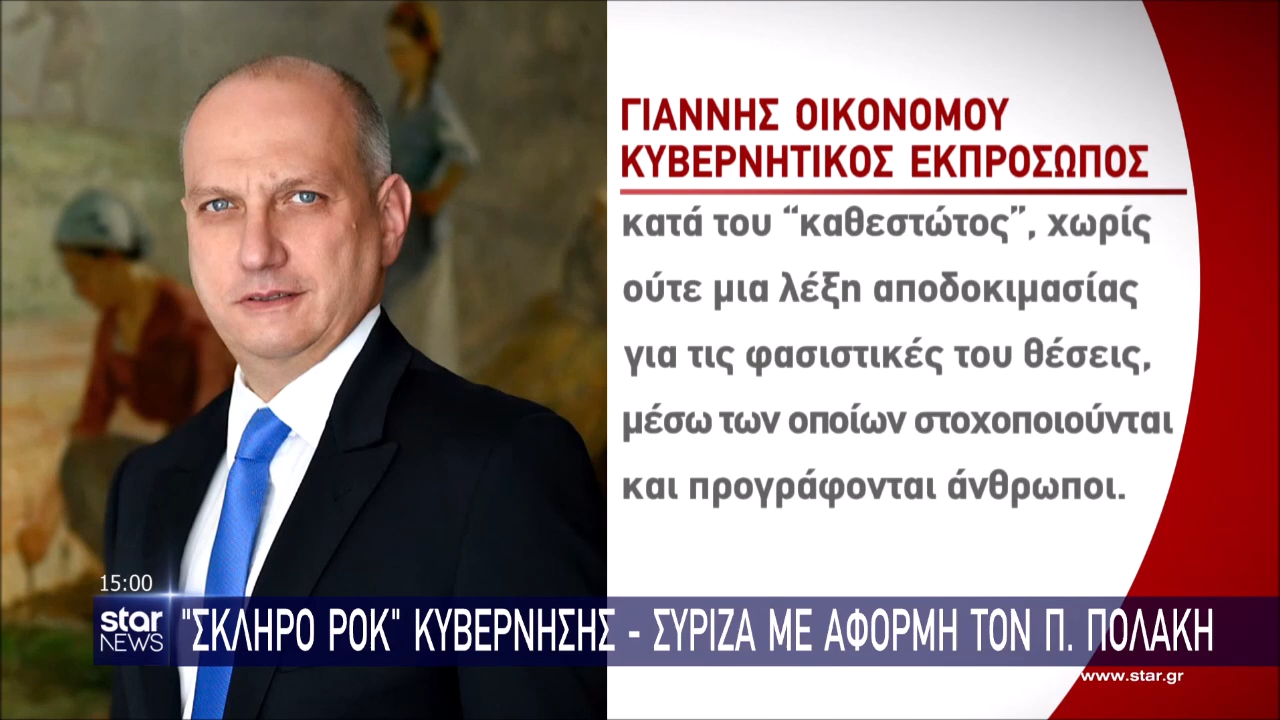 ΓΙΑΝΝΗΣ ΟΙΚΟΝΟΜΟΥ
ΚΥΒΕΡΝΗΤΙΚΟΣ ΕΚΠΡΟΣΩΠΟΣ
κατά του “καθεστώτος”, χωρίς
ούτε μια λέξη αποδοκιμασίας
για τις φασιστικές του θέσεις,
μέσω των οποίων στοχοποιούνται
και προγράφονται άνθρωποι.
15:00
star
NEWS
"ΣΚΛΗΡΟ ΡΟΚ" ΚΥΒΕΡΝΗΣΗΣ - ΣΥΡΙΖΑ ΜΕ ΑΦΟΡΜΗ ΤΟΝ Π. ΠΟΛΑΚΗ
www.star.gr